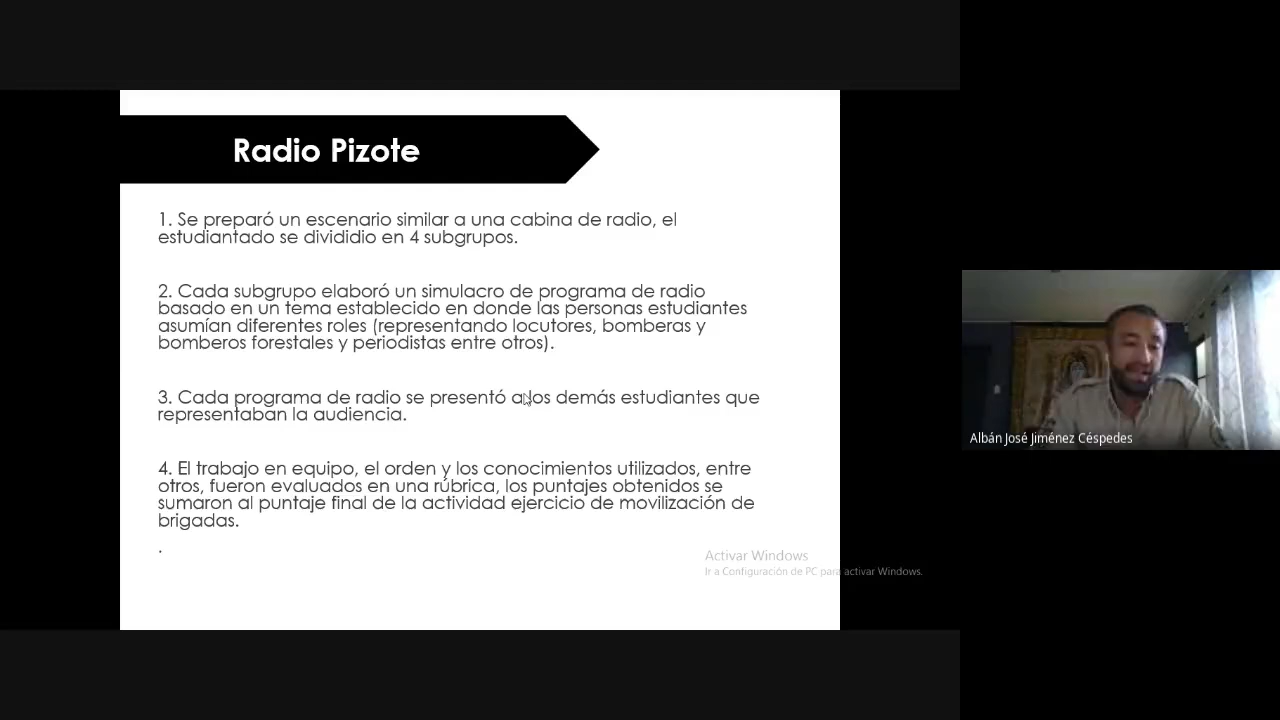 Radio Pizote
1. Se preparó un escenario similar a una cabina de radio, el
estudiantado se divididio en 4 subgrupos.
2. Cada subgrupo elaboró un simulacro de programa de radio
basado en un tema establecido en donde las personas estudiantes
asumían diferentes roles (representando locutores, bomberas y
bomberos forestales y periodistas entre otros).
3. Cada programa de radio se presentó a los demás estudiantes que
representaban la audiencia.
4. El trabajo en equipo, el orden y los conocimientos utilizados, entre
otros, fueron evaluados en una rúbrica, los puntajes obtenidos se
sumaron al puntaje final de la actividad ejercicio de movilización de
brigadas.
.
Activar Windows
Ir a Configuración de PC para activar Windows.
Albán José Jiménez Céspedes